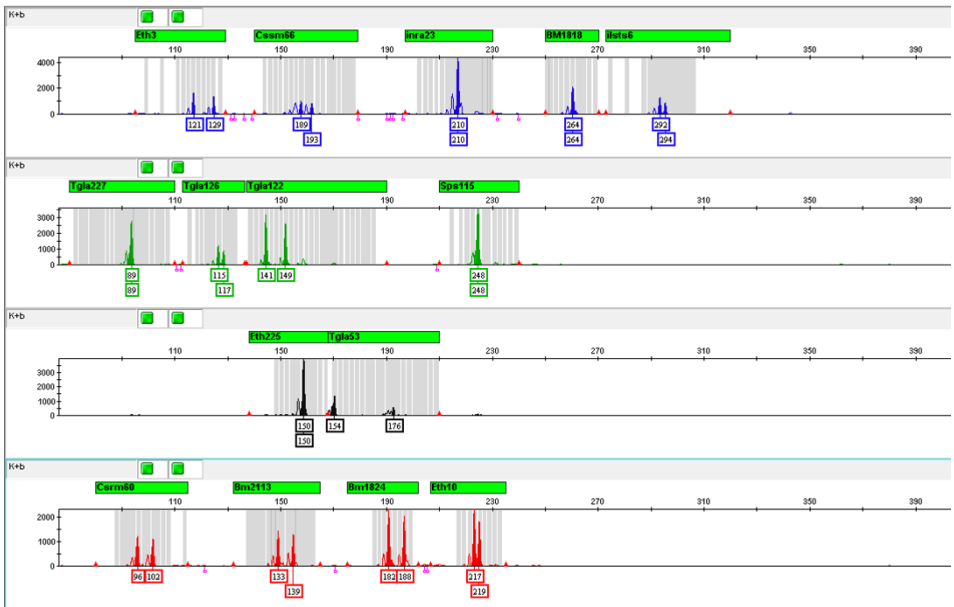 K+b
Eth3 Cssm66 inra23 BM1818 ilsts6
110 150 190 230 270 310 350 390
4000
2000
0
121 129 189 210 264 292
193 210 264 294
K+b
Tgla227 Tgla126 Tgla122 Sps115
110 150 190 230 270 310 350 390
3000
2000
1000
0
89 115 141 149 248
89 117 248
K+b
Eth225 Tgla53
110 150 190 230 270 310 350 390
3000
2000
1000
0
150 154 176
150
K+b
Csrm60 Bm2113 Bm1824 Eth10
110 150 190 230 270 310 350 390
2000
1000
0
96 102 133 182 188 217
139 219